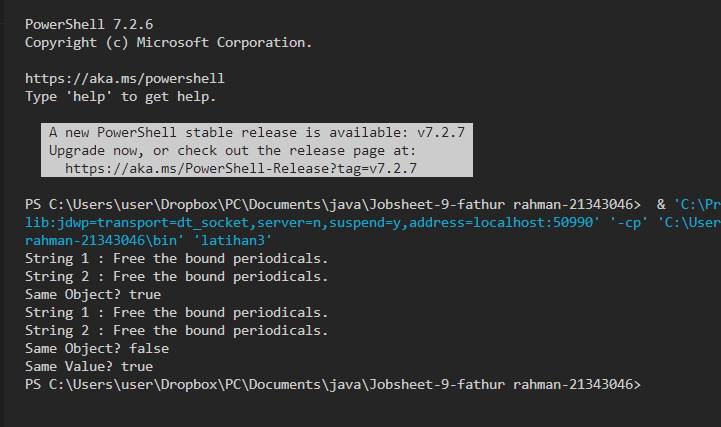 PowerShell 7.2.6
Copyright (c) Microsoft Corporation.
https://aka.ms/powershell
Type 'help' to get help.
A new PowerShell stable release is available: v7.2.7
Upgrade now, or check out the release page at:
https://aka.ms/PowerShell-Release?tag=v7.2.7
PS C:\Users\user\Dropbox\PC\Documents\java\Jobsheet-9-fathur rahman-21343046>  & 'C:\Pr
lib:jdwp=transport=dt_socket,server=n,suspend=y,address=localhost:50990' '-cp' 'C:\User
rahman-21343046\bin' 'latihan3'
String 1 : Free the bound periodicals.
String 2 : Free the bound periodicals.
Same Object? true
String 1 : Free the bound periodicals.
String 2 : Free the bound periodicals.
Same Object? false
Same Value? true
PS C:\Users\user\Dropbox\PC\Documents\java\Jobsheet-9-fathur rahman-21343046>